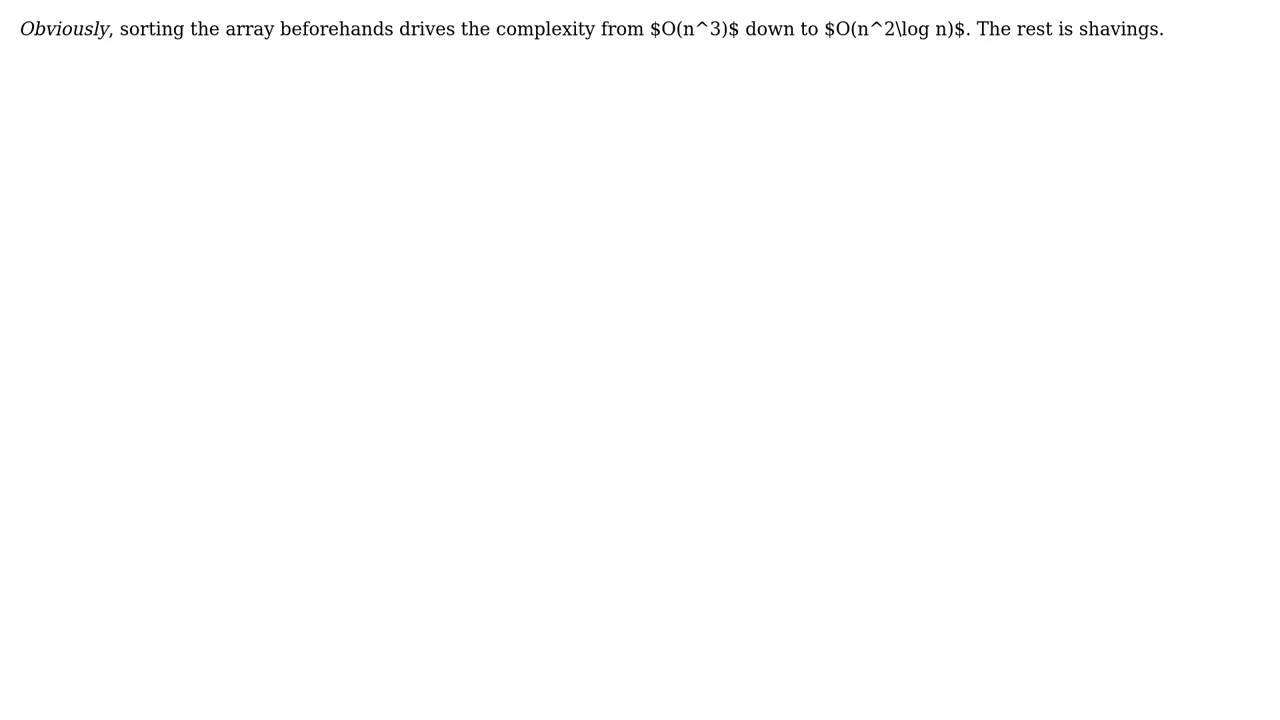 Obviously, sorting the array beforehands drives the complexity from $O(n^3)$ down to $O(n^2\log n)$. The rest is shavings.